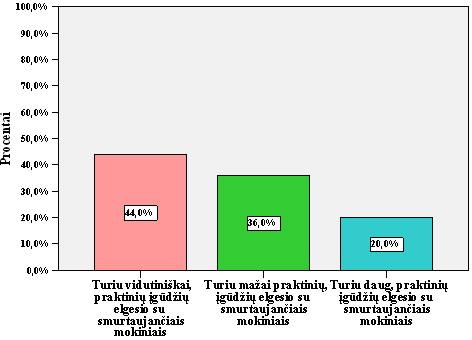 100,0%
90,0%
80,0%
70,0%
60,0%
50,0%
40,0%
30,0%
20,0%
10,0%
0,0%
Procentai
44,0%
36,0%
20,0%
Turiu vidutiniškai,
praktinių įgūdžių
elgesio su
smurtaujančiais
mokiniais
Turiu mažai praktinių,
įgūdžių elgesio su
smurtaujančiais
mokiniais
Turiu daug, praktinių
įgūdžių elgesio su
smurtaujančiais
mokiniais